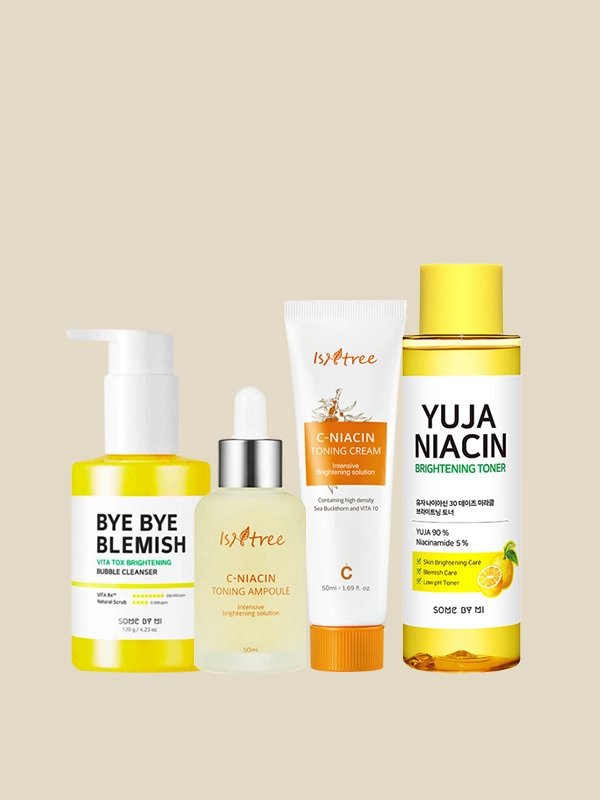 BYE BYE
BLEMISH
VITA TOX BRIGHTENING
BUBBLE CLEANSER
VITA Rx™
Natural Scrub
SOME BY MI
120 g / 4.23 oz.
Isntree
C-NIACIN
TONING AMPOULE
Intensive
brightening solution
50ml
Isntree
C-NIACIN
TONING CREAM
Intensive
Brightening solution
Containing high density
Sea Buckthorn and VITA 10
C
50ml / 1.69 fl. oz.
YUJA
NIACIN
BRIGHTENING TONER
유자 나이아신 30 데이즈 미라클
브라이트닝 토너
YUJA 90 %
Niacinamide 5 %
Skin Brightening Care
Blemish Care
Low pH Toner
SOME BY MI